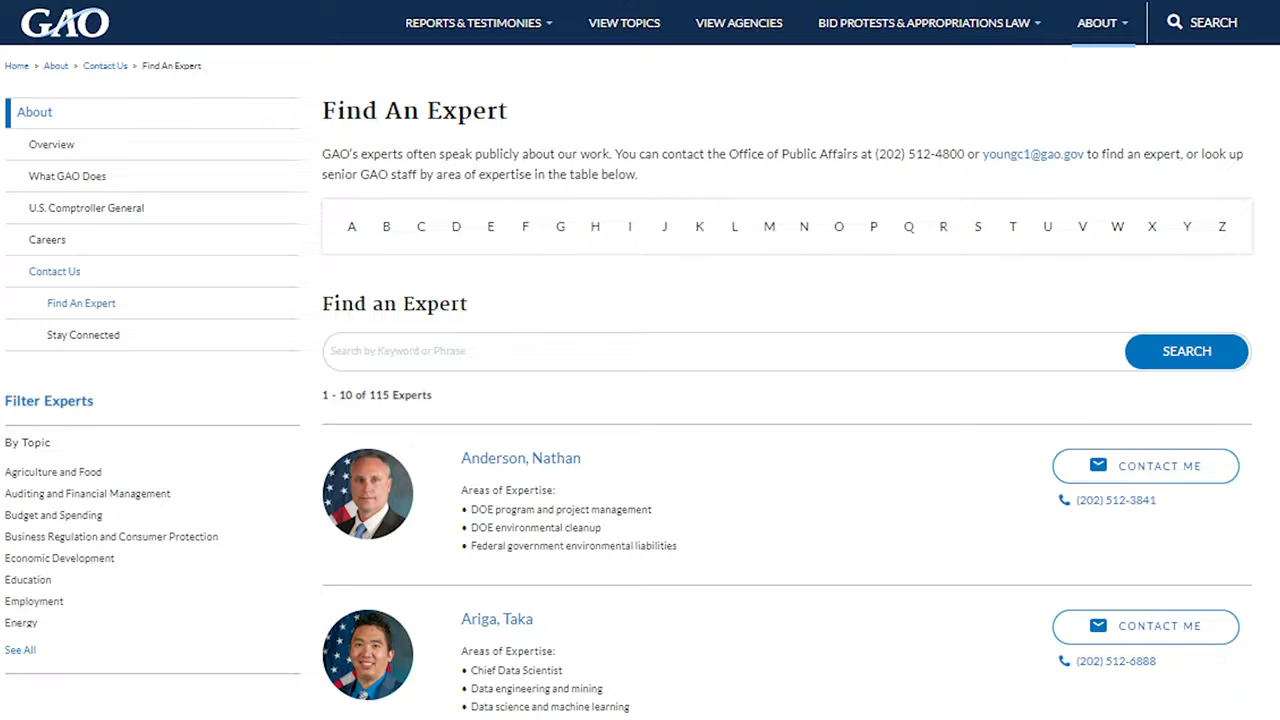 GAO
REPORTS & TESTIMONIES VIEW TOPICS VIEW AGENCIES BID PROTESTS & APPROPRIATIONS LAW ABOUT SEARCH
Home > About > Contact Us > Find An Expert
About
Overview
What GAO Does
U.S. Comptroller General
Careers
Contact Us
Find An Expert
Stay Connected
Filter Experts
By Topic
Agriculture and Food
Auditing and Financial Management
Budget and Spending
Business Regulation and Consumer Protection
Economic Development
Education
Employment
Energy
See All
Find An Expert
GAO's experts often speak publicly about our work. You can contact the Office of Public Affairs at (202) 512-4800 or youngc1@gao.gov to find an expert, or look up
senior GAO staff by area of expertise in the table below.
A B C D E F G H I J K L M N O P Q R S T U V W X Y Z
Find an Expert
Search by Keyword or Phrase SEARCH
1 - 10 of 115 Experts
Anderson, Nathan
Areas of Expertise:
• DOE program and project management
• DOE environmental cleanup
• Federal government environmental liabilities
CONTACT ME
(202) 512-3841
Ariga, Taka
Areas of Expertise:
• Chief Data Scientist
• Data engineering and mining
• Data science and machine learning
CONTACT ME
(202) 512-6888